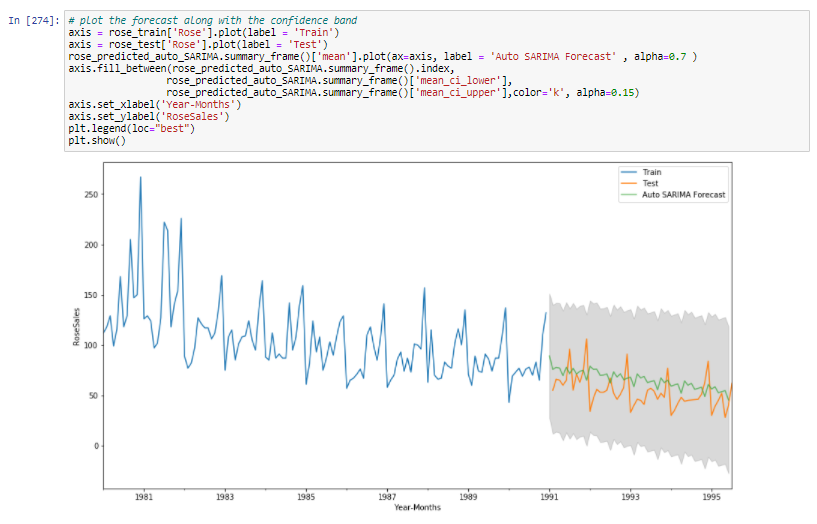 In [274]: # plot the forecast along with the confidence band
axis = rose_train['Rose'].plot(label = 'Train')
axis = rose_test['Rose'].plot(label = 'Test')
rose_predicted_auto_SARIMA.summary_frame()['mean'].plot(ax=axis, label = 'Auto SARIMA Forecast' , alpha=0.7 )
axis.fill_between(rose_predicted_auto_SARIMA.summary_frame().index,
rose_predicted_auto_SARIMA.summary_frame()['mean_ci_lower'],
rose_predicted_auto_SARIMA.summary_frame()['mean_ci_upper'],color='k', alpha=0.15)
axis.set_xlabel('Year-Months')
axis.set_ylabel('RoseSales')
plt.legend(loc="best")
plt.show()
Train
Test
Auto SARIMA Forecast
250
200
150
100
50
0
RoseSales
1981 1983 1985 1987 1989 1991 1993 1995
Year-Months